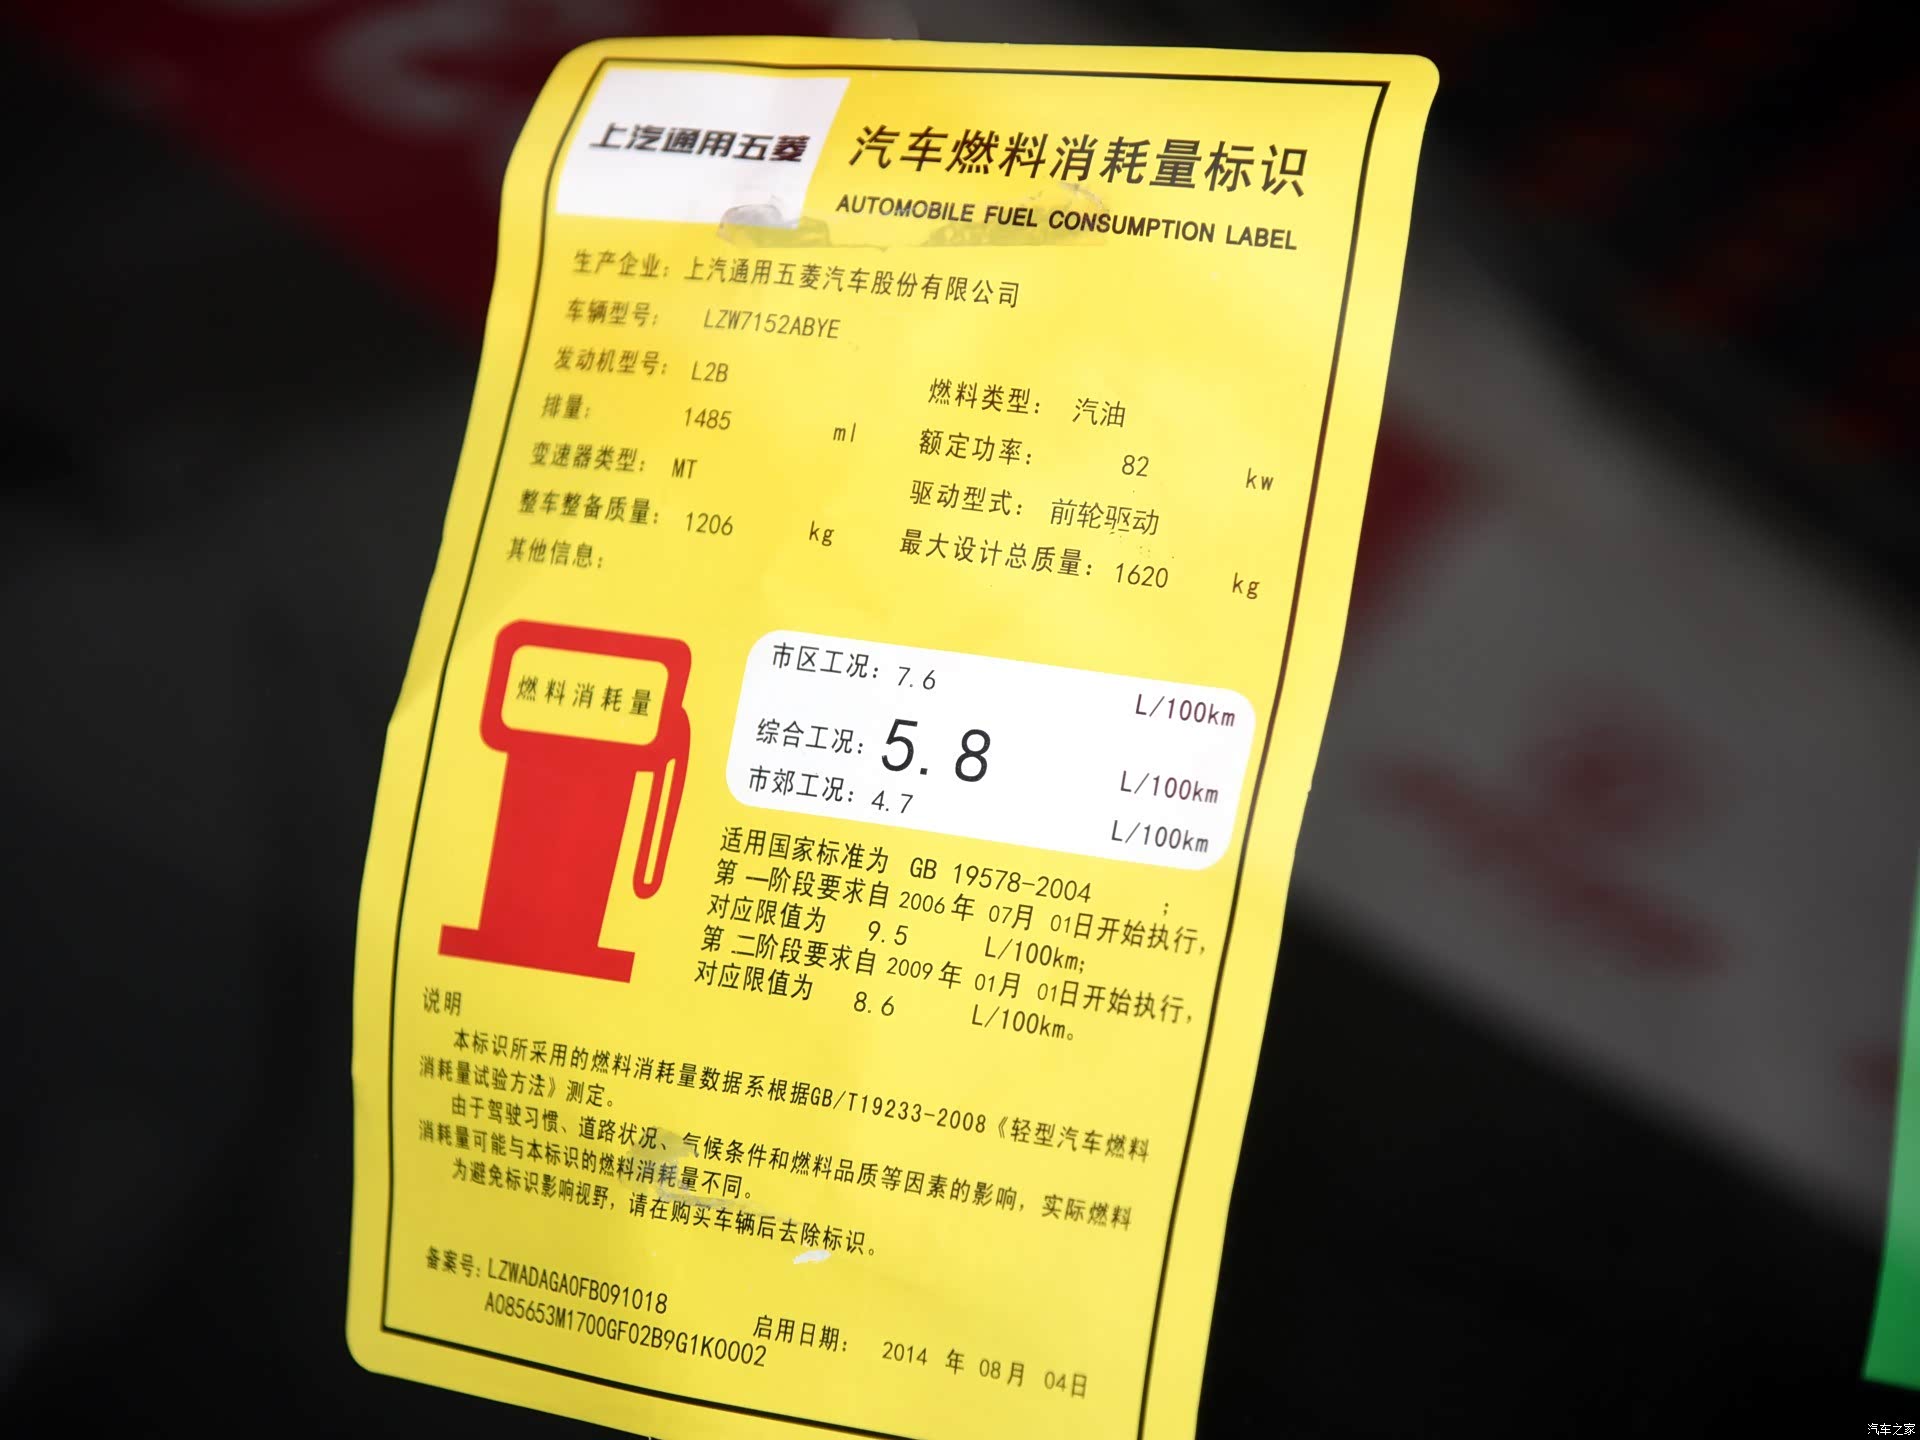 上汽通用五菱
汽车燃料消耗量标识
AUTOMOBILE FUEL CONSUMPTION LABEL
生产企业：上汽通用五菱汽车股份有限公司
车辆型号： LZW7152ABYE
发动机型号： L2B
燃料类型： 汽油
排量： 1485 ml
额定功率： 82 kw
变速器类型： MT
驱动型式： 前轮驱动
整车整备质量： 1206 kg
最大设计总质量： 1620 kg
其他信息：
燃料消耗量
市区工况：7.6 L/100km
综合工况：5.8 L/100km
市郊工况：4.7 L/100km
适用国家标准为 GB 19578-2004 ；
第 一阶段要求自 2006 年 07月 01日开始执行，
对应限值为 9.5 L/100km;
第 二阶段要求自 2009 年 01月 01日开始执行，
对应限值为 8.6 L/100km。
说明
本标识所采用的燃料消耗量数据系根据GB/T19233-2008《轻型汽车燃料
消耗量试验方法》测定。
由于驾驶习惯、道路状况、气候条件和燃料品质等因素的影响，实际燃料
消耗量可能与本标识的燃料消耗量不同。
为避免标识影响视野，请在购买车辆后去除标识。
备案号：LZWADAGA0FB091018
A085653M1700GF02B9G1K0002
启用日期： 2014 年 08月 04日
汽车之家